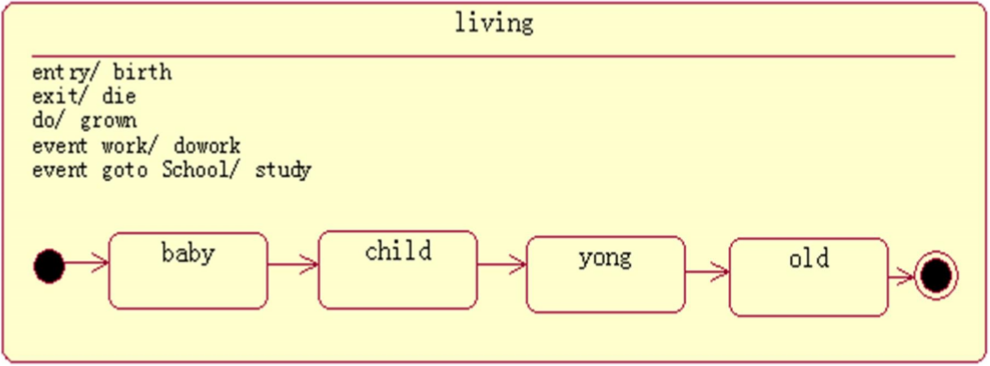 living
entry/ birth
exit/ die
do/ grown
event work/ dowork
event goto School/ study
baby
child
yong
old